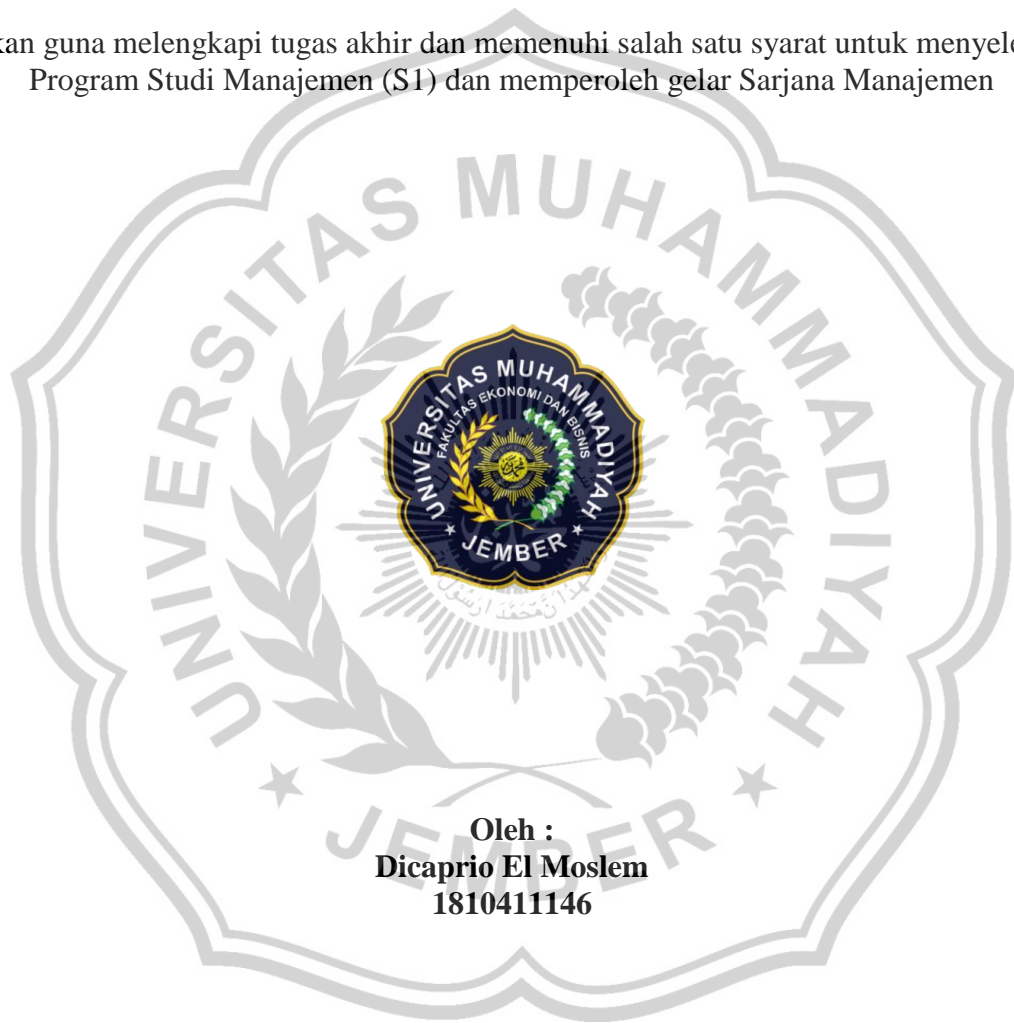 kan guna melengkapi tugas akhir dan memenuhi salah satu syarat untuk menyele
Program Studi Manajemen (S1) dan memperoleh gelar Sarjana Manajemen
UNIVERSITAS MUHAMMADIYAH
JEMBER
UNIVERSITAS MUHAMMADIYAH
FAKULTAS EKONOMI DAN BISNIS
JEMBER
Oleh :
Dicaprio El Moslem
1810411146